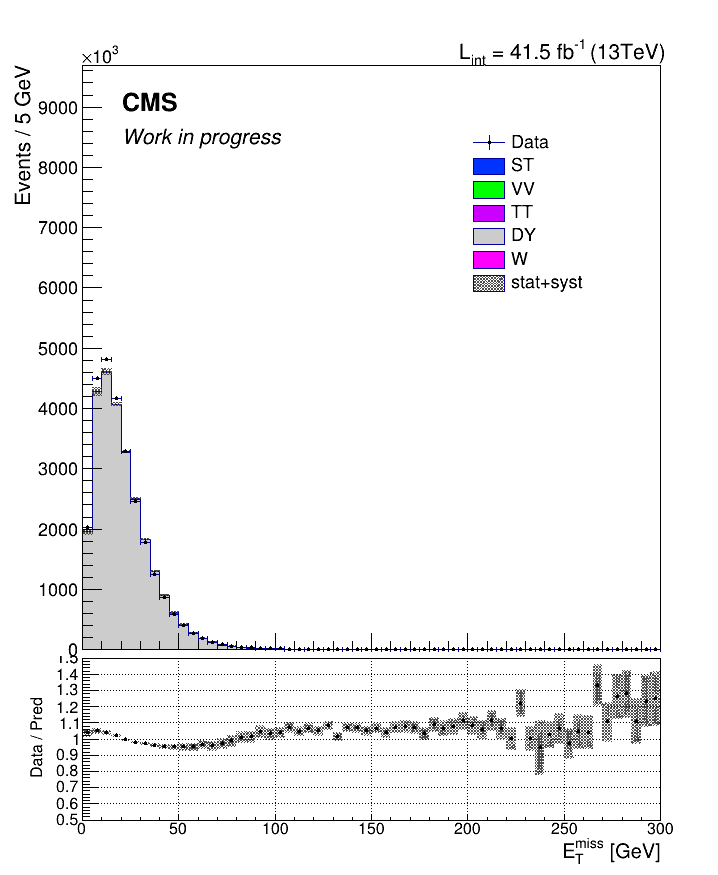 ×10³
L_int = 41.5 fb⁻¹ (13TeV)
Events / 5 GeV
9000
8000
7000
6000
5000
4000
3000
2000
1000
0
CMS
Work in progress
Data
ST
VV
TT
DY
W
stat+syst
Data / Pred
1.5
1.4
1.3
1.2
1.1
1
0.9
0.8
0.7
0.6
0.5
0 50 100 150 200 250 300
E_T^miss [GeV]